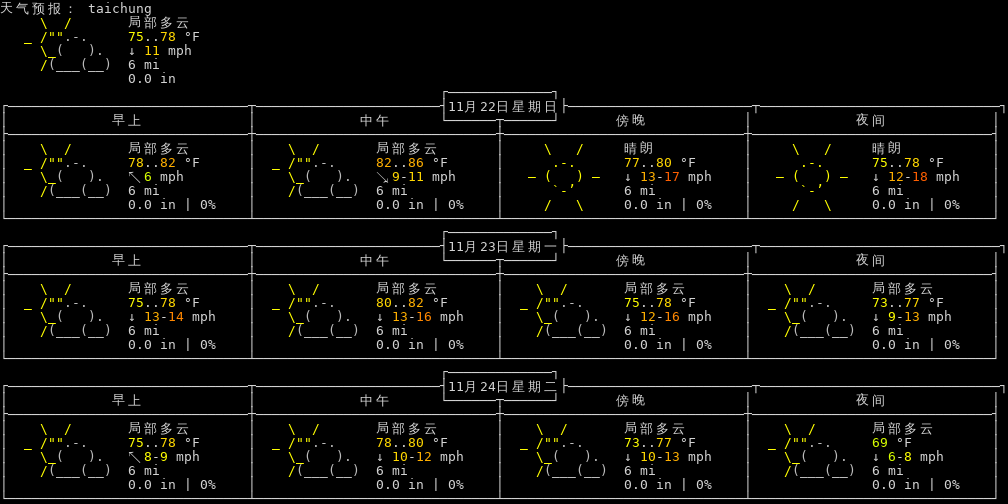 天气预报: taichung
局部多云
75..78 °F
↓ 11 mph
6 mi
0.0 in
11月22日星期日
早上 中午 傍晚 夜间
局部多云 局部多云 晴朗 晴朗
78..82 °F 82..86 °F 77..80 °F 75..78 °F
↖ 6 mph ↘ 9-11 mph ↓ 13-17 mph ↓ 12-18 mph
6 mi 6 mi 6 mi 6 mi
0.0 in | 0% 0.0 in | 0% 0.0 in | 0% 0.0 in | 0%
11月23日星期一
早上 中午 傍晚 夜间
局部多云 局部多云 局部多云 局部多云
75..78 °F 80..82 °F 75..78 °F 73..77 °F
↓ 13-14 mph ↓ 13-16 mph ↓ 12-16 mph ↓ 9-13 mph
6 mi 6 mi 6 mi 6 mi
0.0 in | 0% 0.0 in | 0% 0.0 in | 0% 0.0 in | 0%
11月24日星期二
早上 中午 傍晚 夜间
局部多云 局部多云 局部多云 局部多云
75..78 °F 78..80 °F 73..77 °F 69 °F
↖ 8-9 mph ↓ 10-12 mph ↓ 10-13 mph ↓ 6-8 mph
6 mi 6 mi 6 mi 6 mi
0.0 in | 0% 0.0 in | 0% 0.0 in | 0% 0.0 in | 0%